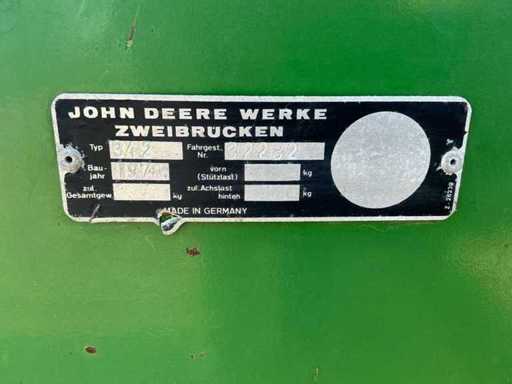 JOHN DEERE WERKE
ZWEIBRÜCKEN
Typ 342 Fahrgest. Nr.
Bau-
jahr
vorn
(Stützlast) kg
zul.
Gesamtgew. kg
zul. Achslast
hinten kg
MADE IN GERMANY